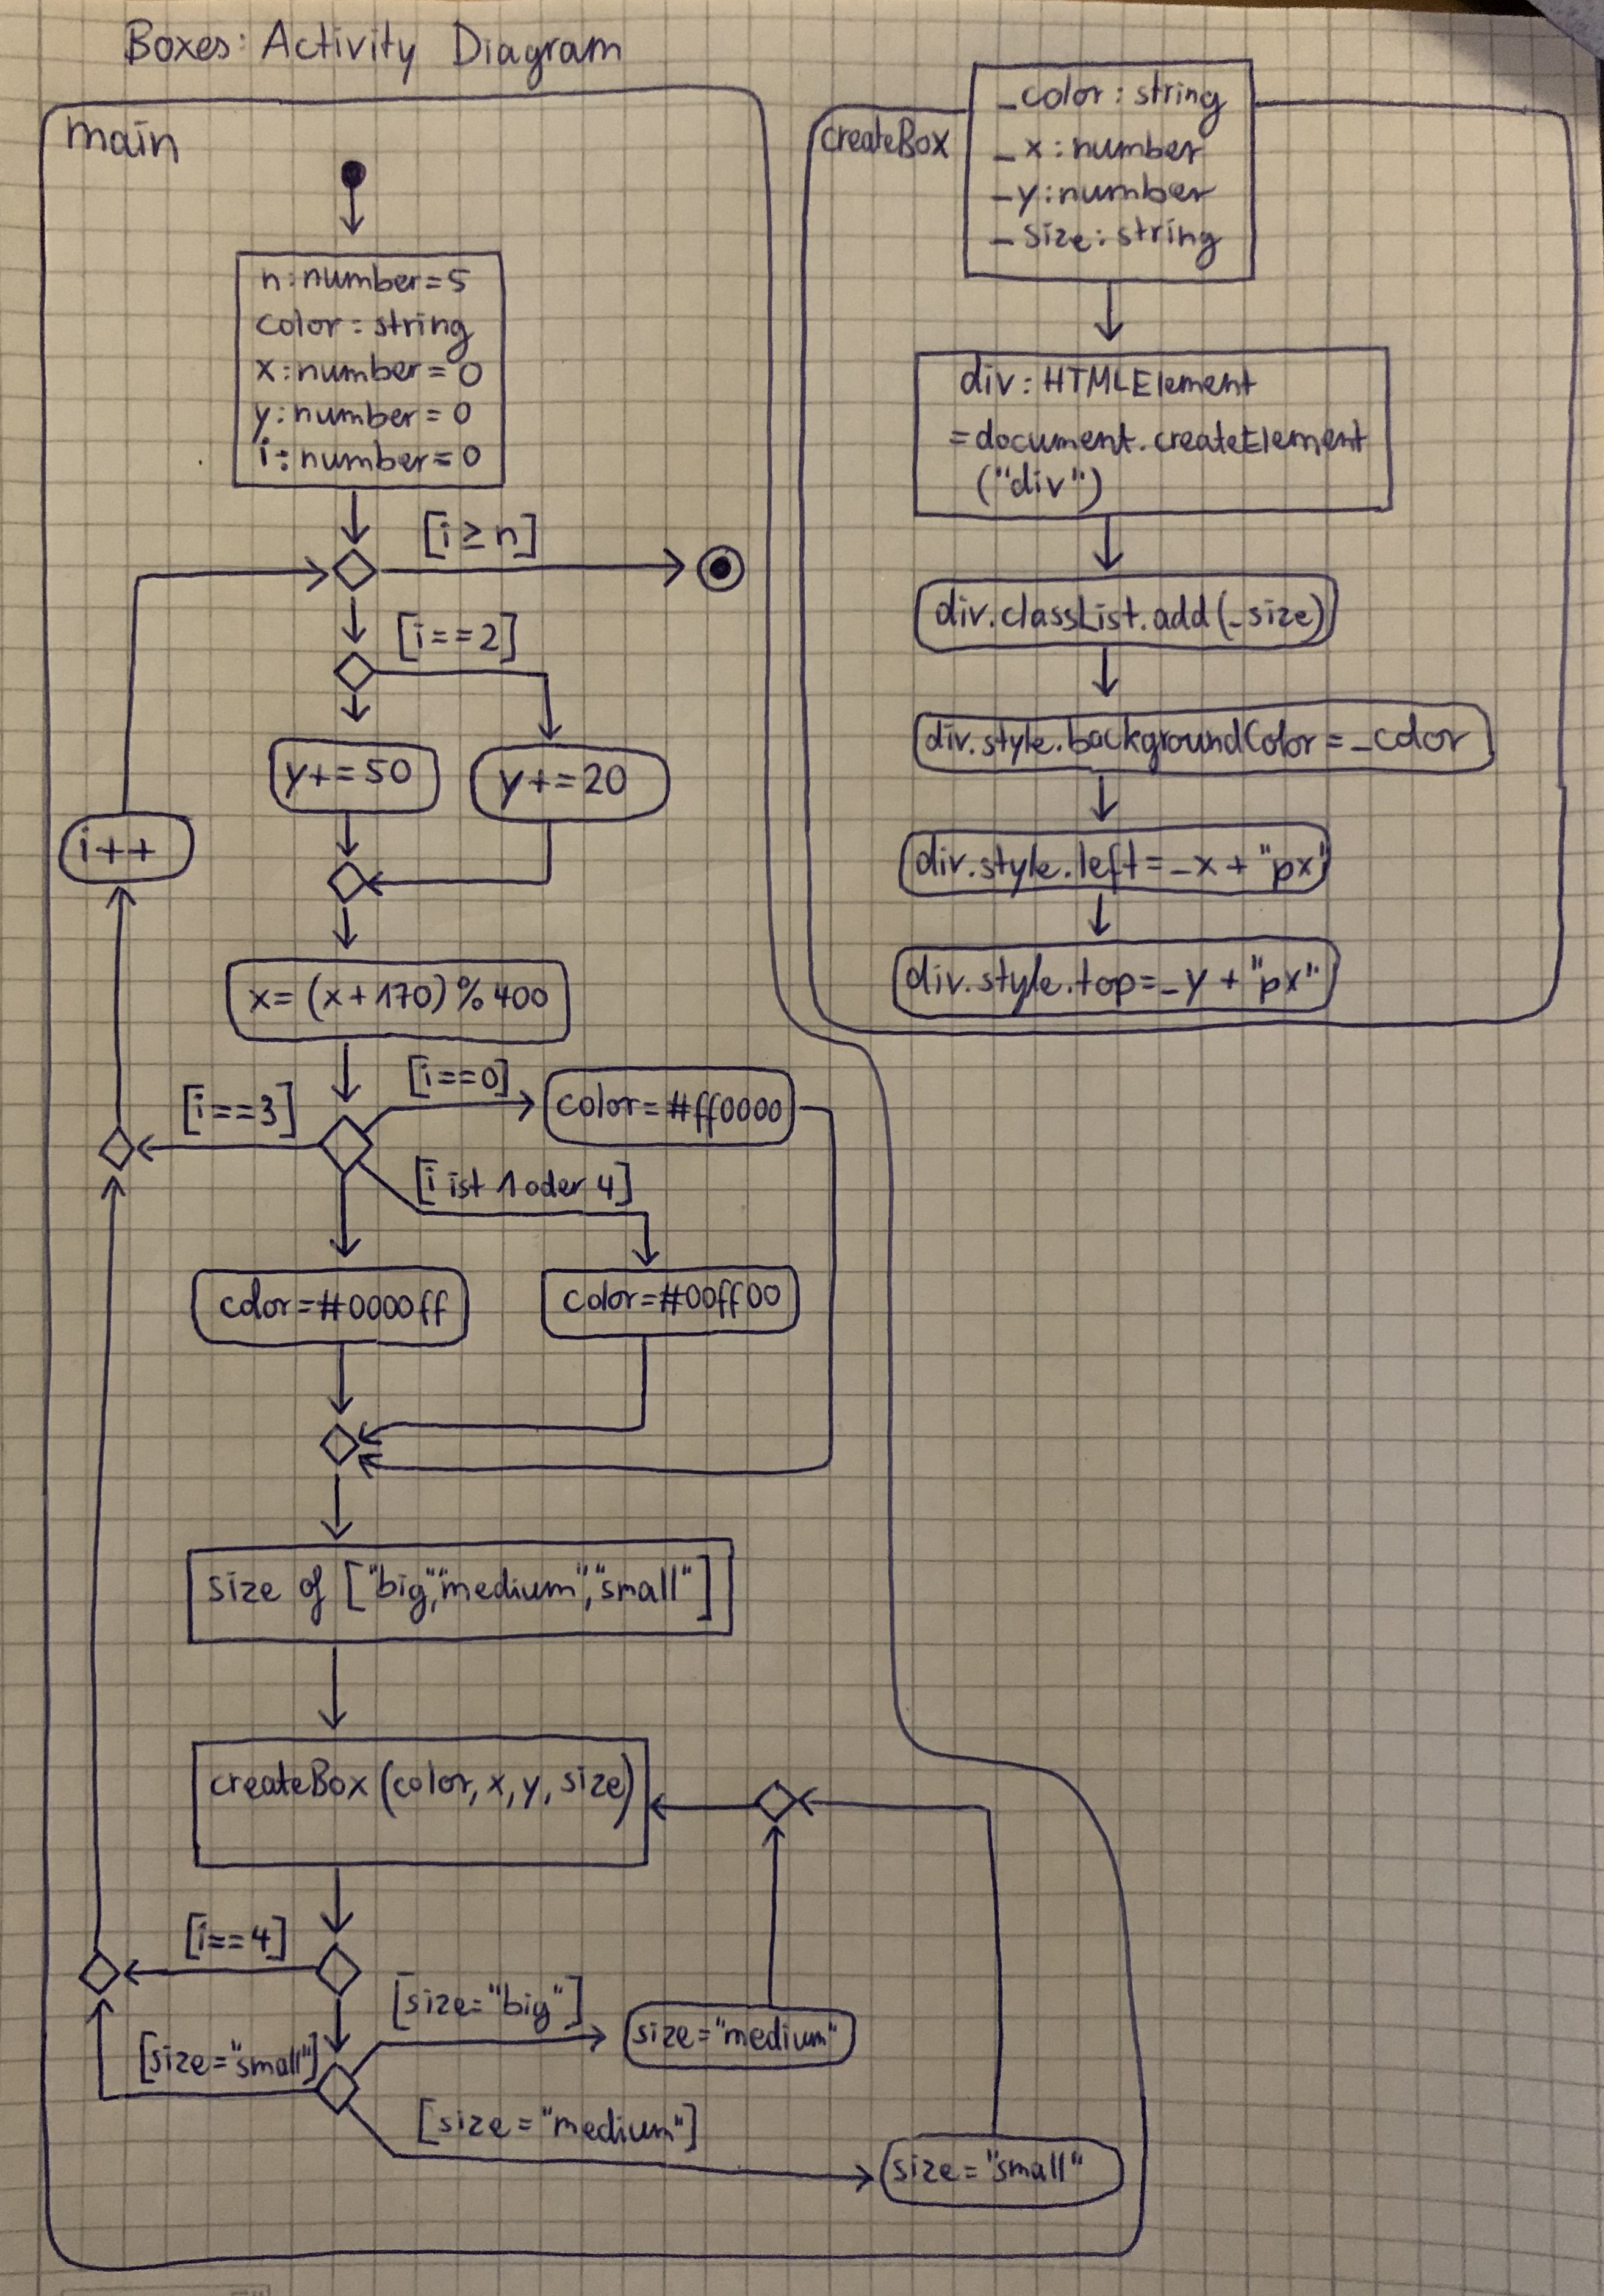 Boxes: Activity Diagram
main
n:number=5
color: string
x:number=0
y:number=0
i:number=0
[i≥n]
[i==2]
y+=50
y+=20
i++
x=(x+170)%400
[i==0]
color=#ff0000
[i==3]
[i ist 1 oder 4]
color=#0000ff
color=#00ff00
size of ["big","medium","small"]
createBox(color, x, y, size)
[i==4]
[size="big"]
size="medium"
[size="small"]
[size="medium"]
size="small"
createBox
_color: string
_x:number
_y:number
_size: string
div: HTMLElement
=document.createElement
("div")
div.classList.add(_size)
div.style.backgroundColor=_color
div.style.left=_x+"px"
div.style.top=_y+"px"